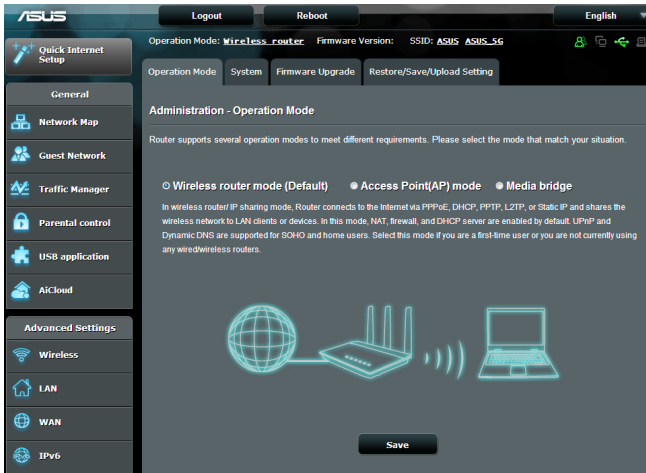 ASUS
Logout
Reboot
English
Quick Internet
Setup
Operation Mode: Wireless router Firmware Version: SSID: ASUS ASUS_5G
Operation Mode
System
Firmware Upgrade
Restore/Save/Upload Setting
General
Network Map
Guest Network
Traffic Manager
Parental control
USB application
AiCloud
Advanced Settings
Wireless
LAN
WAN
IPv6
Administration - Operation Mode
Router supports several operation modes to meet different requirements. Please select the mode that match your situation.
Wireless router mode (Default)
Access Point(AP) mode
Media bridge
In wireless router/ IP sharing mode, Router connects to the Internet via PPPoE, DHCP, PPTP, L2TP, or Static IP and shares the
wireless network to LAN clients or devices. In this mode, NAT, firewall, and DHCP server are enabled by default. UPnP and
Dynamic DNS are supported for SOHO and home users. Select this mode if you are a first-time user or you are not currently using
any wired/wireless routers.
Save